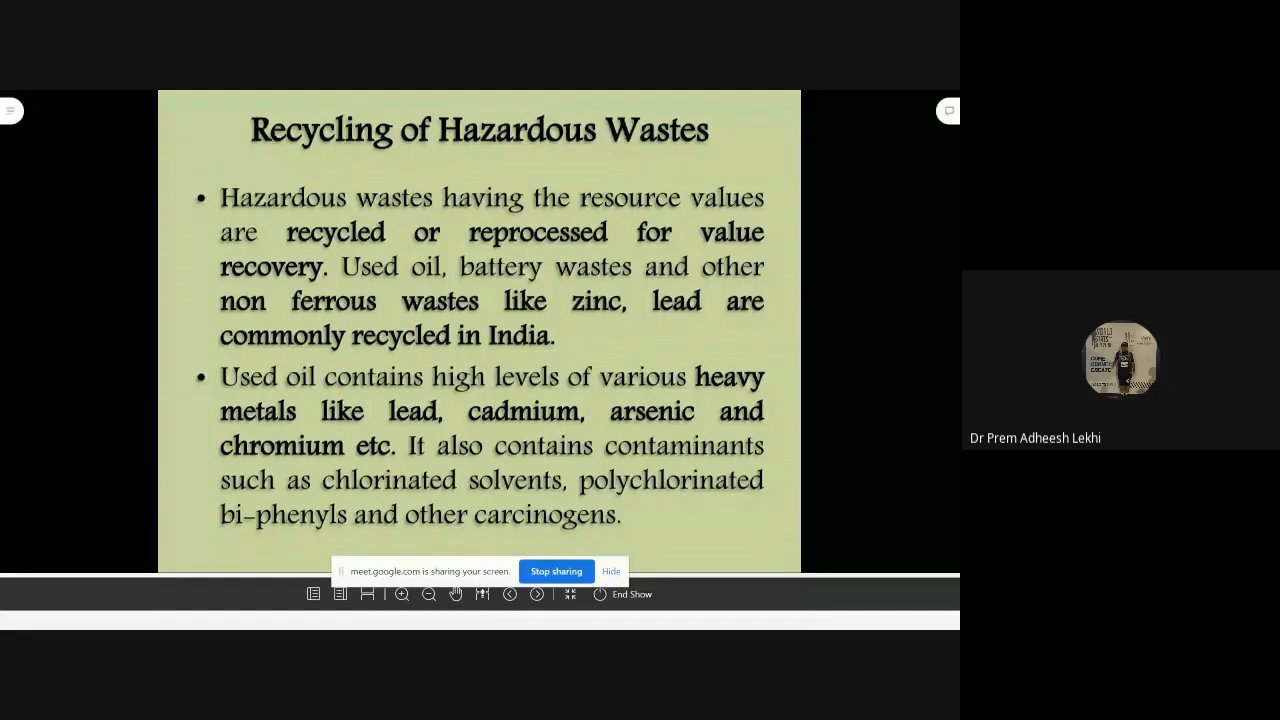 Recycling of Hazardous Wastes
• Hazardous wastes having the resource values
are recycled or reprocessed for value
recovery. Used oil, battery wastes and other
non ferrous wastes like zinc, lead are
commonly recycled in India.
• Used oil contains high levels of various heavy
metals like lead, cadmium, arsenic and
chromium etc. It also contains contaminants
such as chlorinated solvents, polychlorinated
bi-phenyls and other carcinogens.
meet.google.com is sharing your screen. Stop sharing Hide
End Show
Dr Prem Adheesh Lekhi